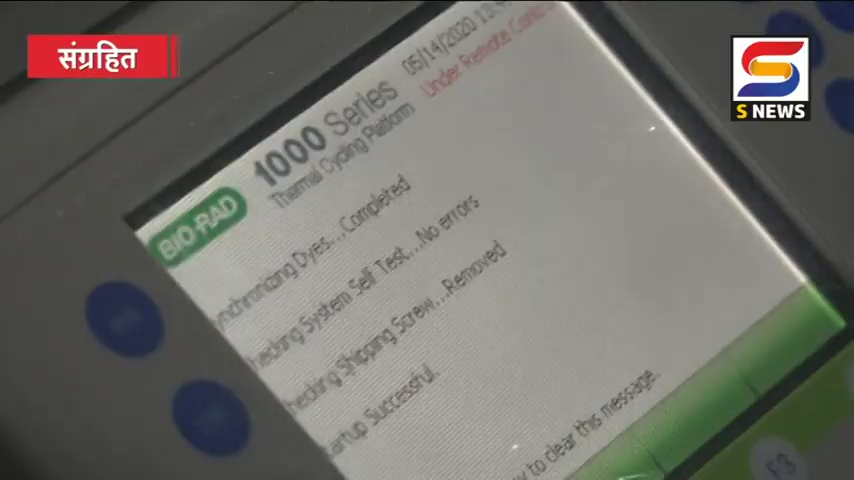 संग्रहित
S NEWS
05/14/2020
Under Remote Control
1000 Series
Thermal Cycling Platform
BIO-RAD
Synchronizing Dyes...Completed
Checking System Self Test...No errors
Checking Shipping Screw...Removed
Startup Successful.
to clear this message.
F3